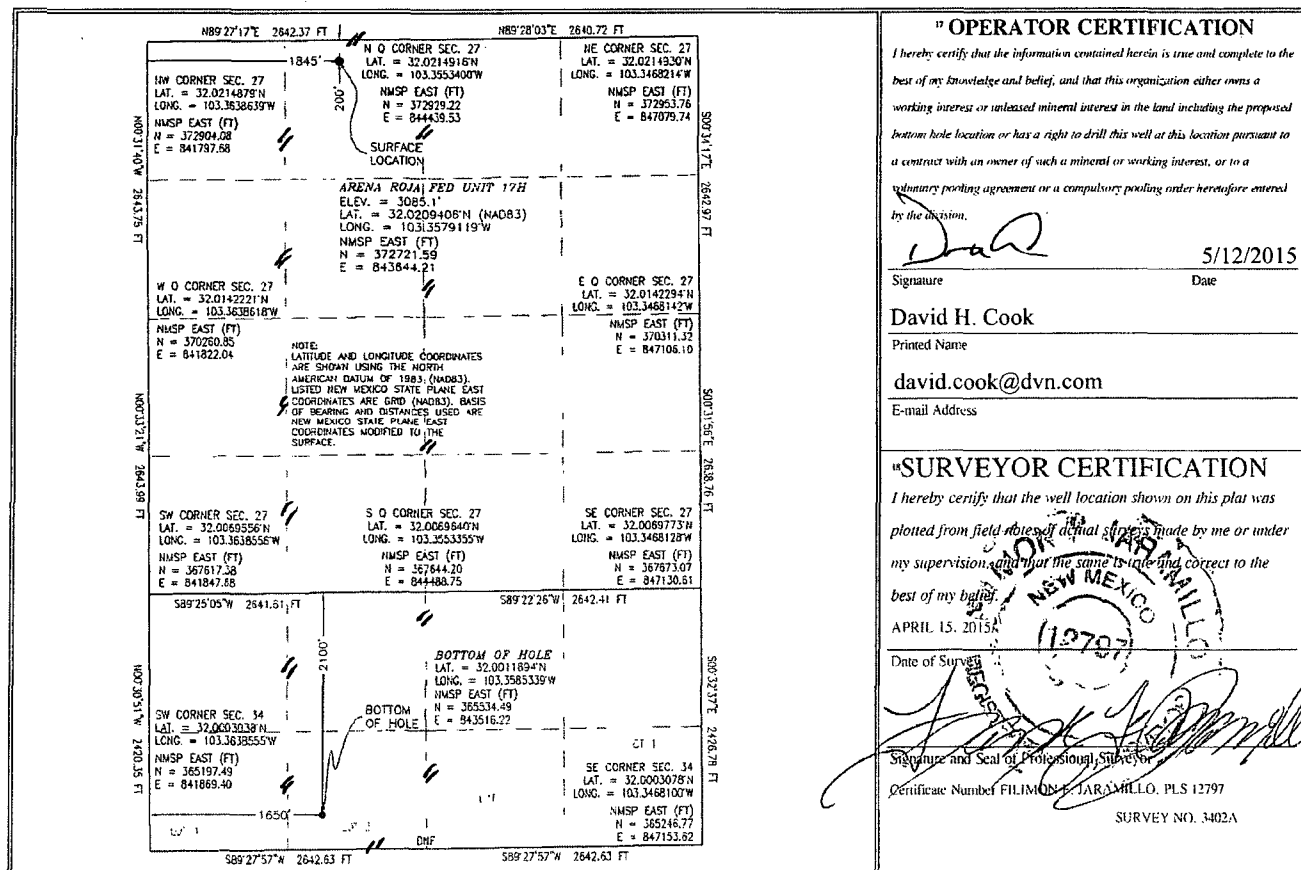 N89°27'17"E 2642.37 FT
N89°28'03"E 2640.72 FT
1845'
200'
SURFACE
LOCATION
NW CORNER SEC. 27
LAT. = 32.0214879'N
LONG. = 103.3638639'W
NMSP EAST (FT)
N = 372904.08
E = 841797.68
N Q CORNER SEC. 27
LAT. = 32.0214916'N
LONG. = 103.3553400'W
NMSP EAST (FT)
N = 372929.22
E = 844439.53
NE CORNER SEC. 27
LAT. = 32.0214930'N
LONG. = 103.3468214'W
NMSP EAST (FT)
N = 372953.76
E = 847079.74
N00°31'40"W 2643.75 FT
S00°34'17"E 2642.97 FT
ARENA ROJA FED UNIT 17H
ELEV. = 3085.1'
LAT. = 32.0209406'N (NAD83)
LONG. = 103.3579119'W
NMSP EAST (FT)
N = 372721.59
E = 843644.21
W Q CORNER SEC. 27
LAT. = 32.0142221'N
LONG. = 103.3638618'W
NMSP EAST (FT)
N = 370260.85
E = 841822.04
E Q CORNER SEC. 27
LAT. = 32.0142294'N
LONG. = 103.3468142'W
NMSP EAST (FT)
N = 370311.32
E = 847106.10
NOTE:
LATITUDE AND LONGITUDE COORDINATES
ARE SHOWN USING THE NORTH
AMERICAN DATUM OF 1983 (NAD83).
LISTED NEW MEXICO STATE PLANE EAST
COORDINATES ARE GRID (NAD83). BASIS
OF BEARING AND DISTANCES USED ARE
NEW MEXICO STATE PLANE EAST
COORDINATES MODIFIED TO THE
SURFACE.
N00°33'21"W 2643.99 FT
S00°31'56"E 2638.76 FT
SW CORNER SEC. 27
LAT. = 32.0069556'N
LONG. = 103.3638556'W
NMSP EAST (FT)
N = 367617.38
E = 841847.68
S Q CORNER SEC. 27
LAT. = 32.0069640'N
LONG. = 103.3553355'W
NMSP EAST (FT)
N = 367644.20
E = 844488.75
SE CORNER SEC. 27
LAT. = 32.0069773'N
LONG. = 103.3468128'W
NMSP EAST (FT)
N = 367673.07
E = 847130.61
S89°25'05"W 2641.61 FT
S89°22'26"W 2642.41 FT
2100'
BOTTOM OF HOLE
LAT. = 32.0011894'N
LONG. = 103.3585339'W
NMSP EAST (FT)
N = 365534.49
E = 843516.22
BOTTOM
OF HOLE
N00°30'51"W 2420.35 FT
S00°32'37"E 2426.78 FT
SW CORNER SEC. 34
LAT. = 32.0003038'N
LONG. = 103.3638555'W
NMSP EAST (FT)
N = 365197.49
E = 841869.40
SE CORNER SEC. 34
LAT. = 32.0003078'N
LONG. = 103.3468100'W
NMSP EAST (FT)
N = 365246.77
E = 847153.62
1650'
S89°27'57"W 2642.63 FT
S89°27'57"W 2642.63 FT
17 OPERATOR CERTIFICATION
I hereby certify that the information contained herein is true and complete to the
best of my knowledge and belief, and that this organization either owns a
working interest or unleased mineral interest in the land including the proposed
bottom hole location or has a right to drill this well at this location pursuant to
a contract with an owner of such a mineral or working interest, or to a
voluntary pooling agreement or a compulsory pooling order heretofore entered
by the division.
5/12/2015
Signature Date
David H. Cook
Printed Name
david.cook@dvn.com
E-mail Address
18 SURVEYOR CERTIFICATION
I hereby certify that the well location shown on this plat was
plotted from field notes of actual surveys made by me or under
my supervision, and that the same is true and correct to the
best of my belief.
APRIL 15, 2015
Date of Survey
NEW MEXICO
12797
Signature and Seal of Professional Surveyor
Certificate Number FILIMON F. JARAMILLO, PLS 12797
SURVEY NO. 3402A